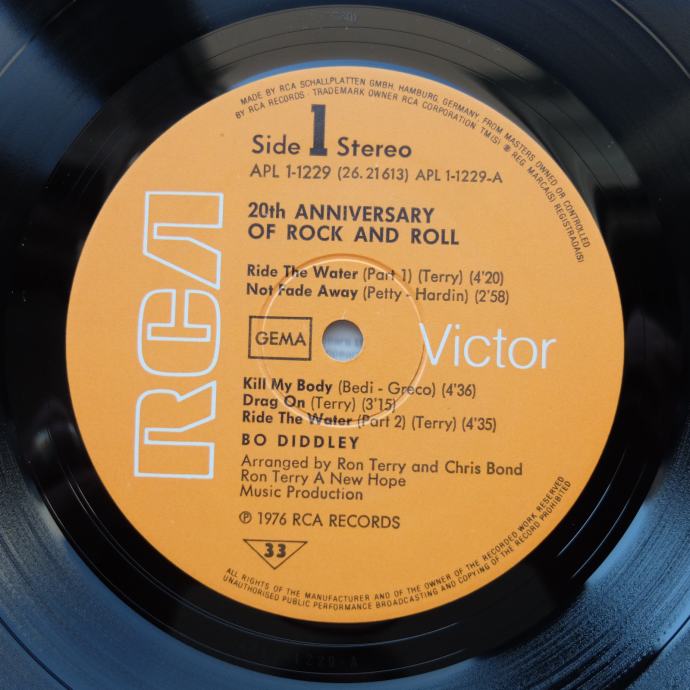 MADE BY RCA SCHALLPLATTEN GMBH, HAMBURG, GERMANY, FROM MASTERS OWNED OR CONTROLLED
BY RCA RECORDS · TRADEMARK OWNER RCA CORPORATION TM(S) ® REG. MARCA(S) REGISTRADA(S)
Side 1 Stereo
APL 1-1229 (26.21613) APL 1-1229-A
20th ANNIVERSARY
OF ROCK AND ROLL
Ride The Water (Part 1) (Terry) (4'20)
Not Fade Away (Petty - Hardin) (2'58)
RCA
GEMA
Victor
Kill My Body (Bedi - Greco) (4'36)
Drag On (Terry) (3'15)
Ride The Water (Part 2) (Terry) (4'35)
BO DIDDLEY
Arranged by Ron Terry and Chris Bond
Ron Terry A New Hope
Music Production
℗ 1976 RCA RECORDS
33
ALL RIGHTS OF THE MANUFACTURER AND OF THE OWNER OF THE RECORDED WORK RESERVED
UNAUTHORISED PUBLIC PERFORMANCE BROADCASTING AND COPYING OF THE RECORD PROHIBITED